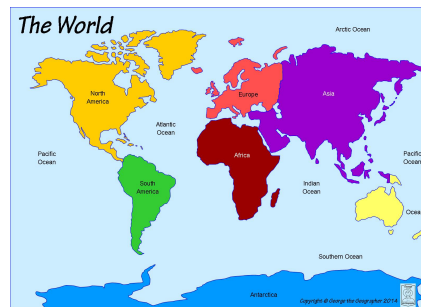 The World
Arctic Ocean
North
America
Europe
Asia
Atlantic
Ocean
Pacific
Ocean
Africa
Pacific
Ocean
South
America
Indian
Ocean
Ocea
Southern Ocean
Antarctica
Copyright © George the Geographer 2014